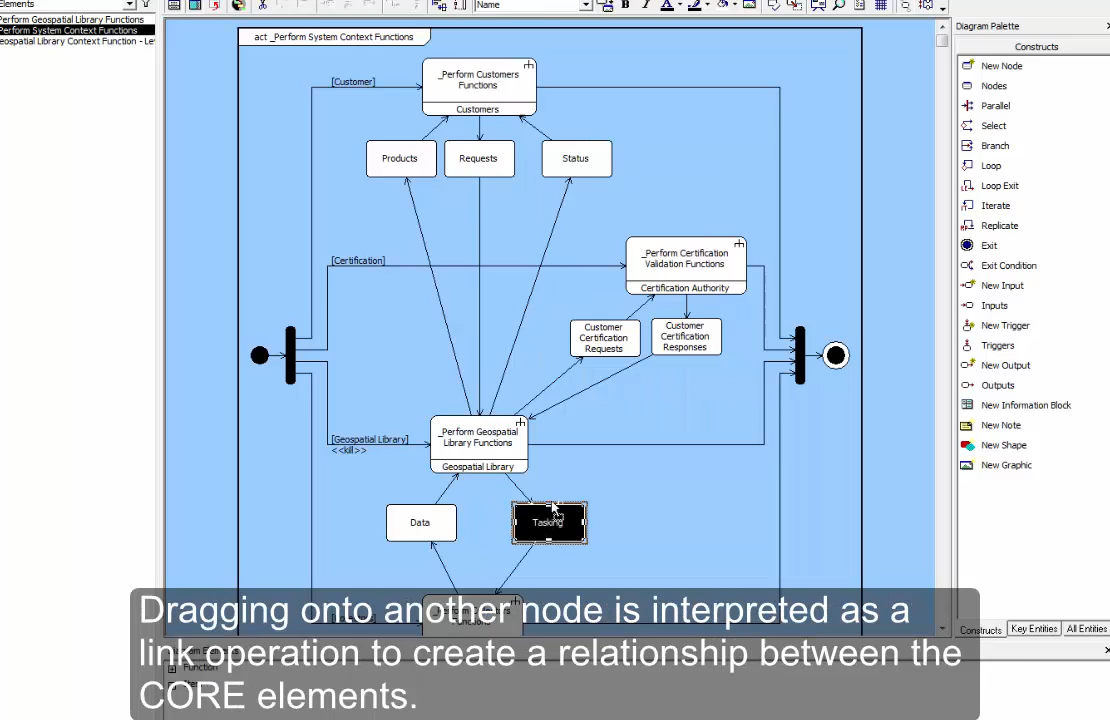 Elements
Name
Perform Geospatial Library Functions
Perform System Context Functions
eospatial Library Context Function - Le
act _Perform System Context Functions
[Customer]
_Perform Customers
Functions
Customers
Products
Requests
Status
[Certification]
_Perform Certification
Validation Functions
Certification Authority
Customer
Certification
Requests
Customer
Certification
Responses
[Geospatial Library]
<<kill>>
_Perform Geospatial
Library Functions
Geospatial Library
Data
Tasking
Functions
Diagram Palette
Constructs
New Node
Nodes
Parallel
Select
Branch
Loop
Loop Exit
Iterate
Replicate
Exit
Exit Condition
New Input
Inputs
New Trigger
Triggers
New Output
Outputs
New Information Block
New Note
New Shape
New Graphic
Constructs
Key Entities
All Entities
Function
Dragging onto another node is interpreted as a
link operation to create a relationship between the
CORE elements.